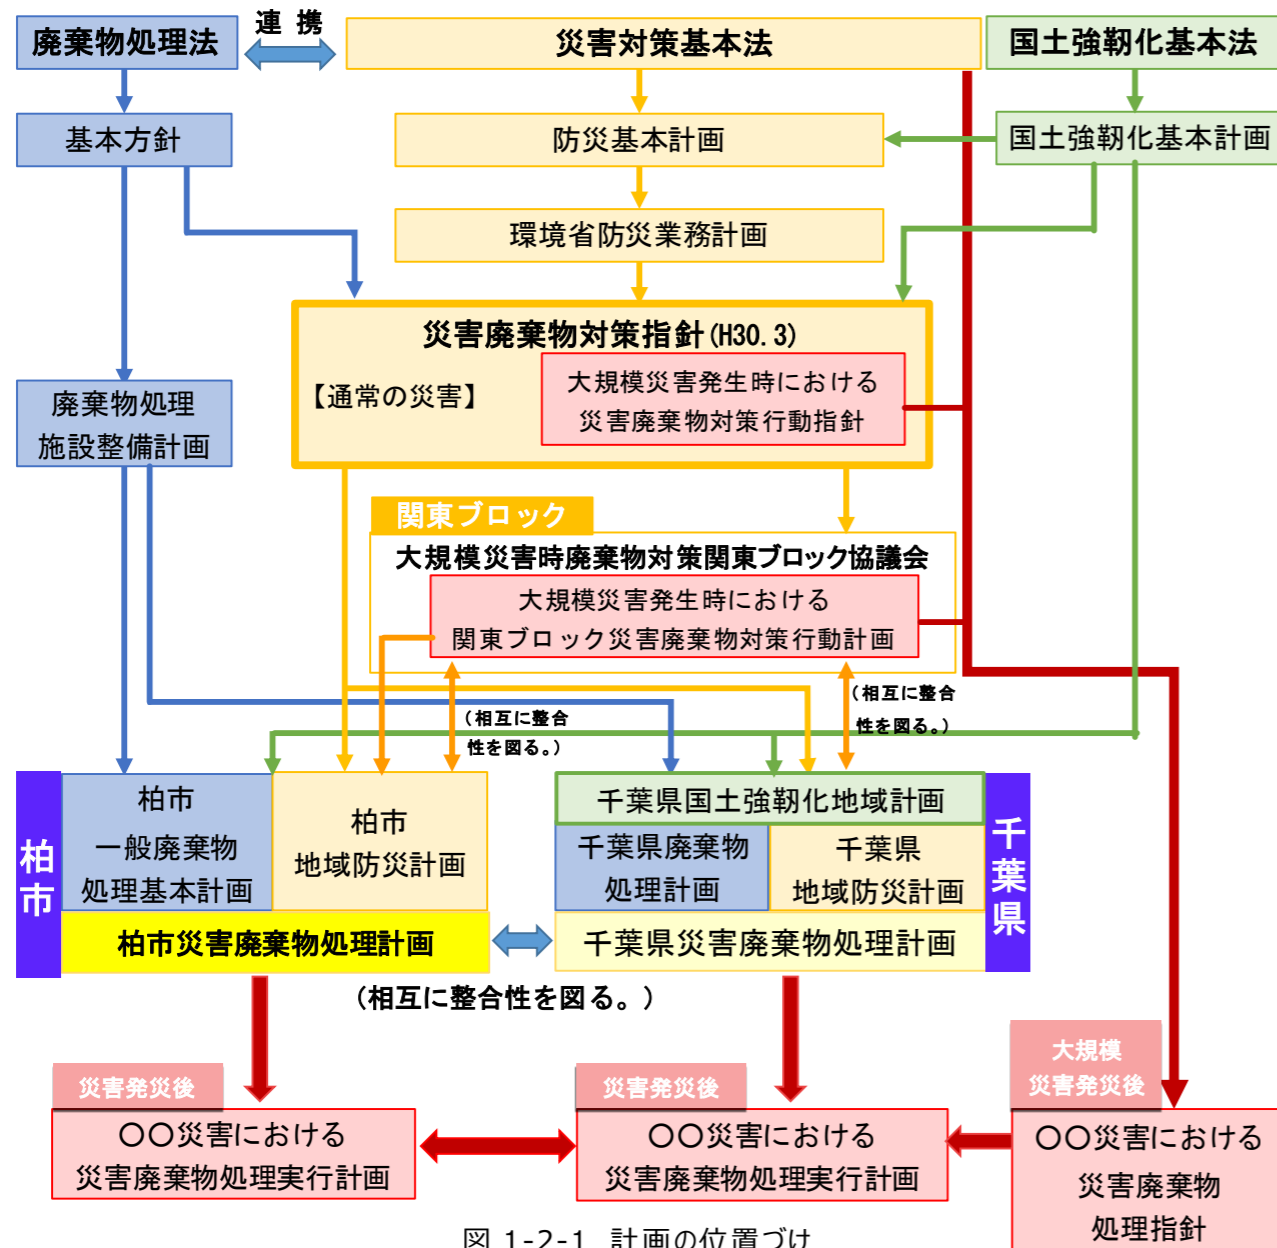 廃棄物処理法
連 携
災害対策基本法
国土強靭化基本法
基本方針
防災基本計画
国土強靭化基本計画
環境省防災業務計画
災害廃棄物対策指針(H30.3)
【通常の災害】
大規模災害発生時における
災害廃棄物対策行動指針
廃棄物処理
施設整備計画
関東ブロック
大規模災害時廃棄物対策関東ブロック協議会
大規模災害発生時における
関東ブロック災害廃棄物対策行動計画
（相互に整合
性を図る。）
（相互に整合
性を図る。）
柏市
柏市
一般廃棄物
処理基本計画
柏市
地域防災計画
千葉県国土強靭化地域計画
千葉県廃棄物
処理計画
千葉県
地域防災計画
千葉県
柏市災害廃棄物処理計画
千葉県災害廃棄物処理計画
（相互に整合性を図る。）
災害発災後
〇〇災害における
災害廃棄物処理実行計画
災害発災後
〇〇災害における
災害廃棄物処理実行計画
大規模
災害発災後
〇〇災害における
災害廃棄物
処理指針
図 1-2-1 計画の位置づけ